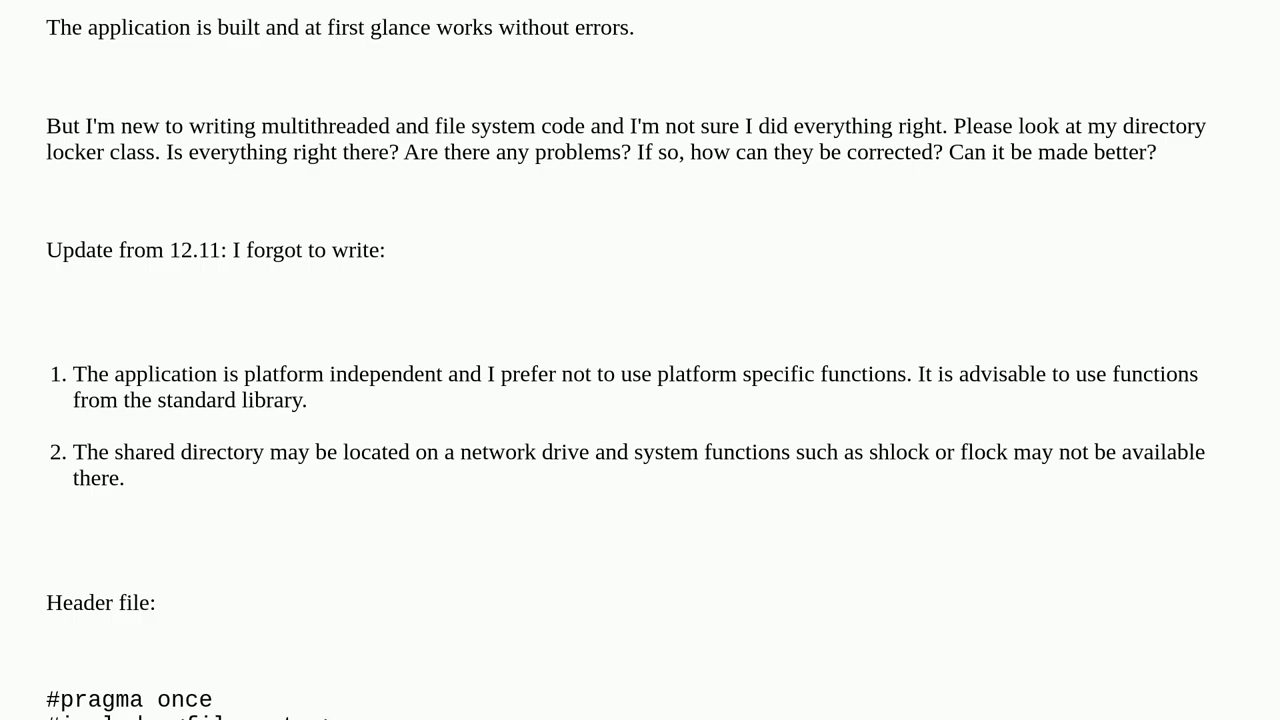 The application is built and at first glance works without errors.
But I'm new to writing multithreaded and file system code and I'm not sure I did everything right. Please look at my directory
locker class. Is everything right there? Are there any problems? If so, how can they be corrected? Can it be made better?
Update from 12.11: I forgot to write:
1. The application is platform independent and I prefer not to use platform specific functions. It is advisable to use functions
from the standard library.
2. The shared directory may be located on a network drive and system functions such as shlock or flock may not be available
there.
Header file:
#pragma once